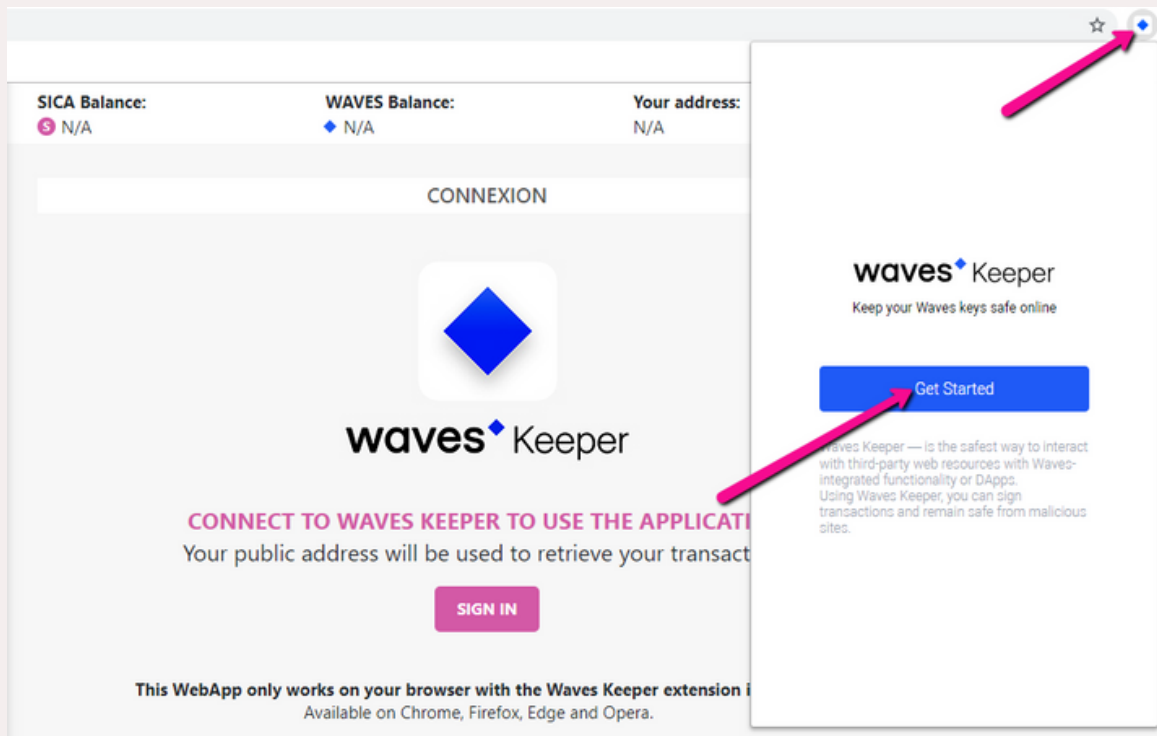 SICA Balance:
S N/A
WAVES Balance:
N/A
Your address:
N/A
CONNEXION
waves Keeper
CONNECT TO WAVES KEEPER TO USE THE APPLICATI
Your public address will be used to retrieve your transact
SIGN IN
This WebApp only works on your browser with the Waves Keeper extension i
Available on Chrome, Firefox, Edge and Opera.
waves Keeper
Keep your Waves keys safe online
Get Started
Waves Keeper — is the safest way to interact
with third-party web resources with Waves-
integrated functionality or DApps.
Using Waves Keeper, you can sign
transactions and remain safe from malicious
sites.